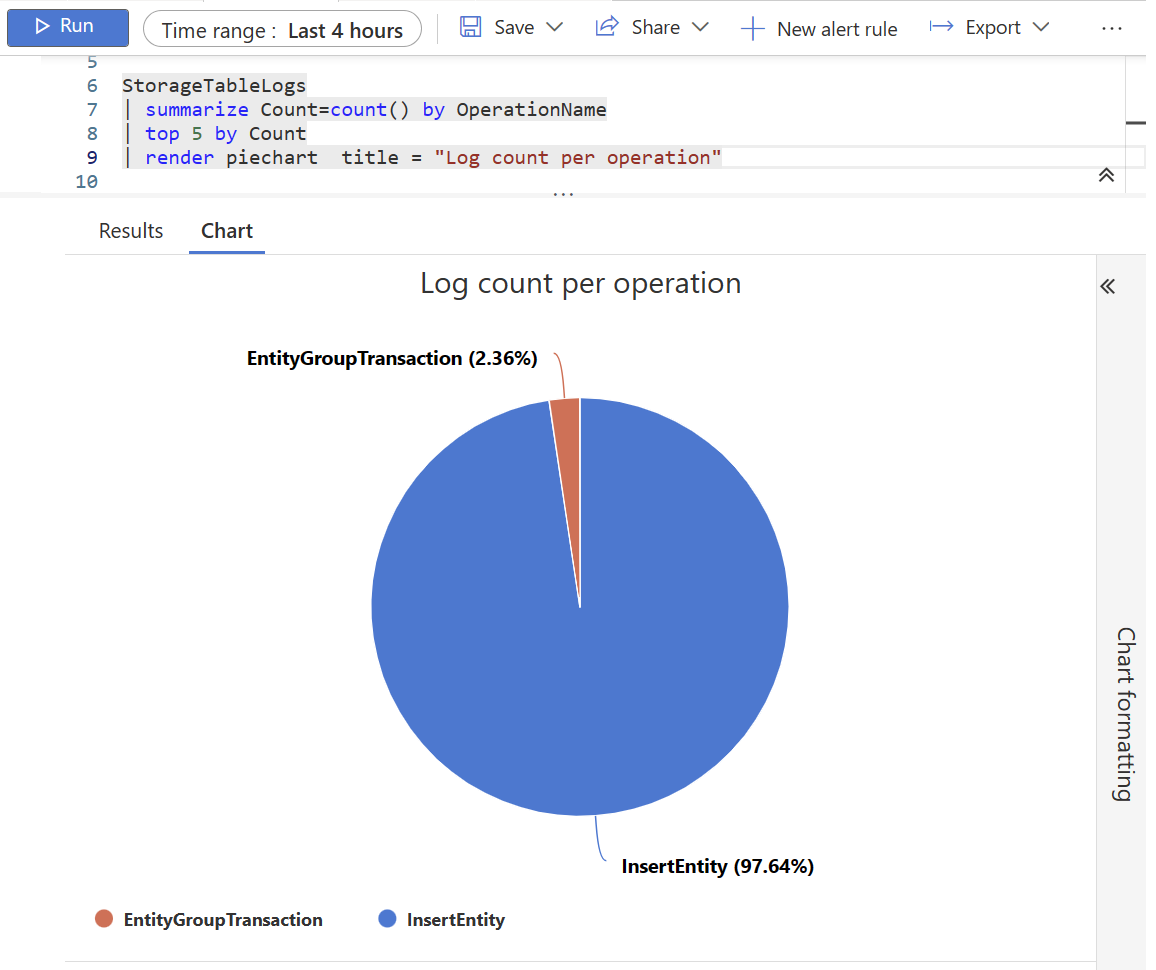 Run
Time range : Last 4 hours
Save
Share
New alert rule
Export
...
5
6 StorageTableLogs
7 | summarize Count=count() by OperationName
8 | top 5 by Count
9 | render piechart  title = "Log count per operation"
10
...
Results Chart
Log count per operation
EntityGroupTransaction (2.36%)
InsertEntity (97.64%)
EntityGroupTransaction InsertEntity
Chart formatting